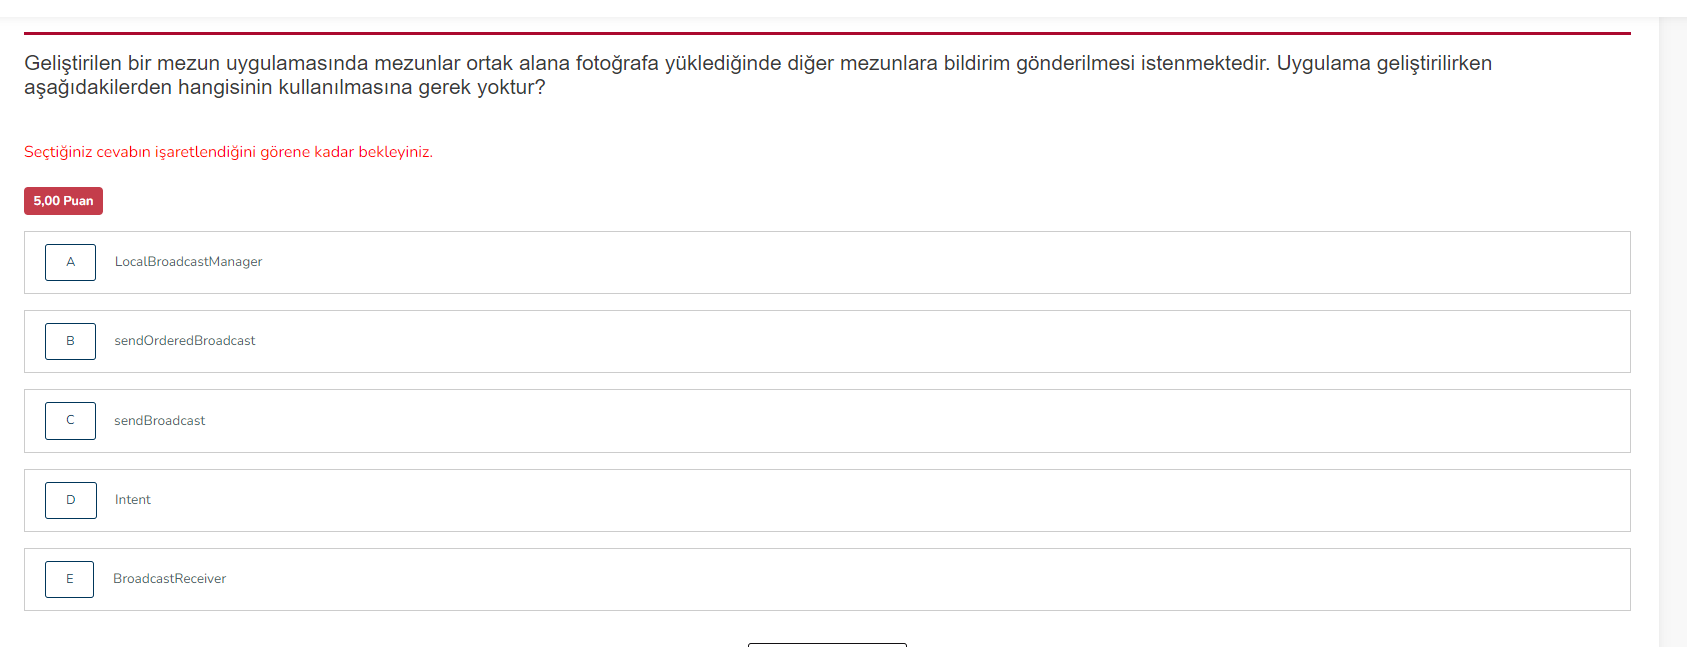 Geliştirilen bir mezun uygulamasında mezunlar ortak alana fotoğrafa yüklediğinde diğer mezunlara bildirim gönderilmesi istenmektedir. Uygulama geliştirilirken
aşağıdakilerden hangisinin kullanılmasına gerek yoktur?
Seçtiğiniz cevabın işaretlendiğini görene kadar bekleyiniz.
5,00 Puan
A LocalBroadcastManager
B sendOrderedBroadcast
C sendBroadcast
D Intent
E BroadcastReceiver